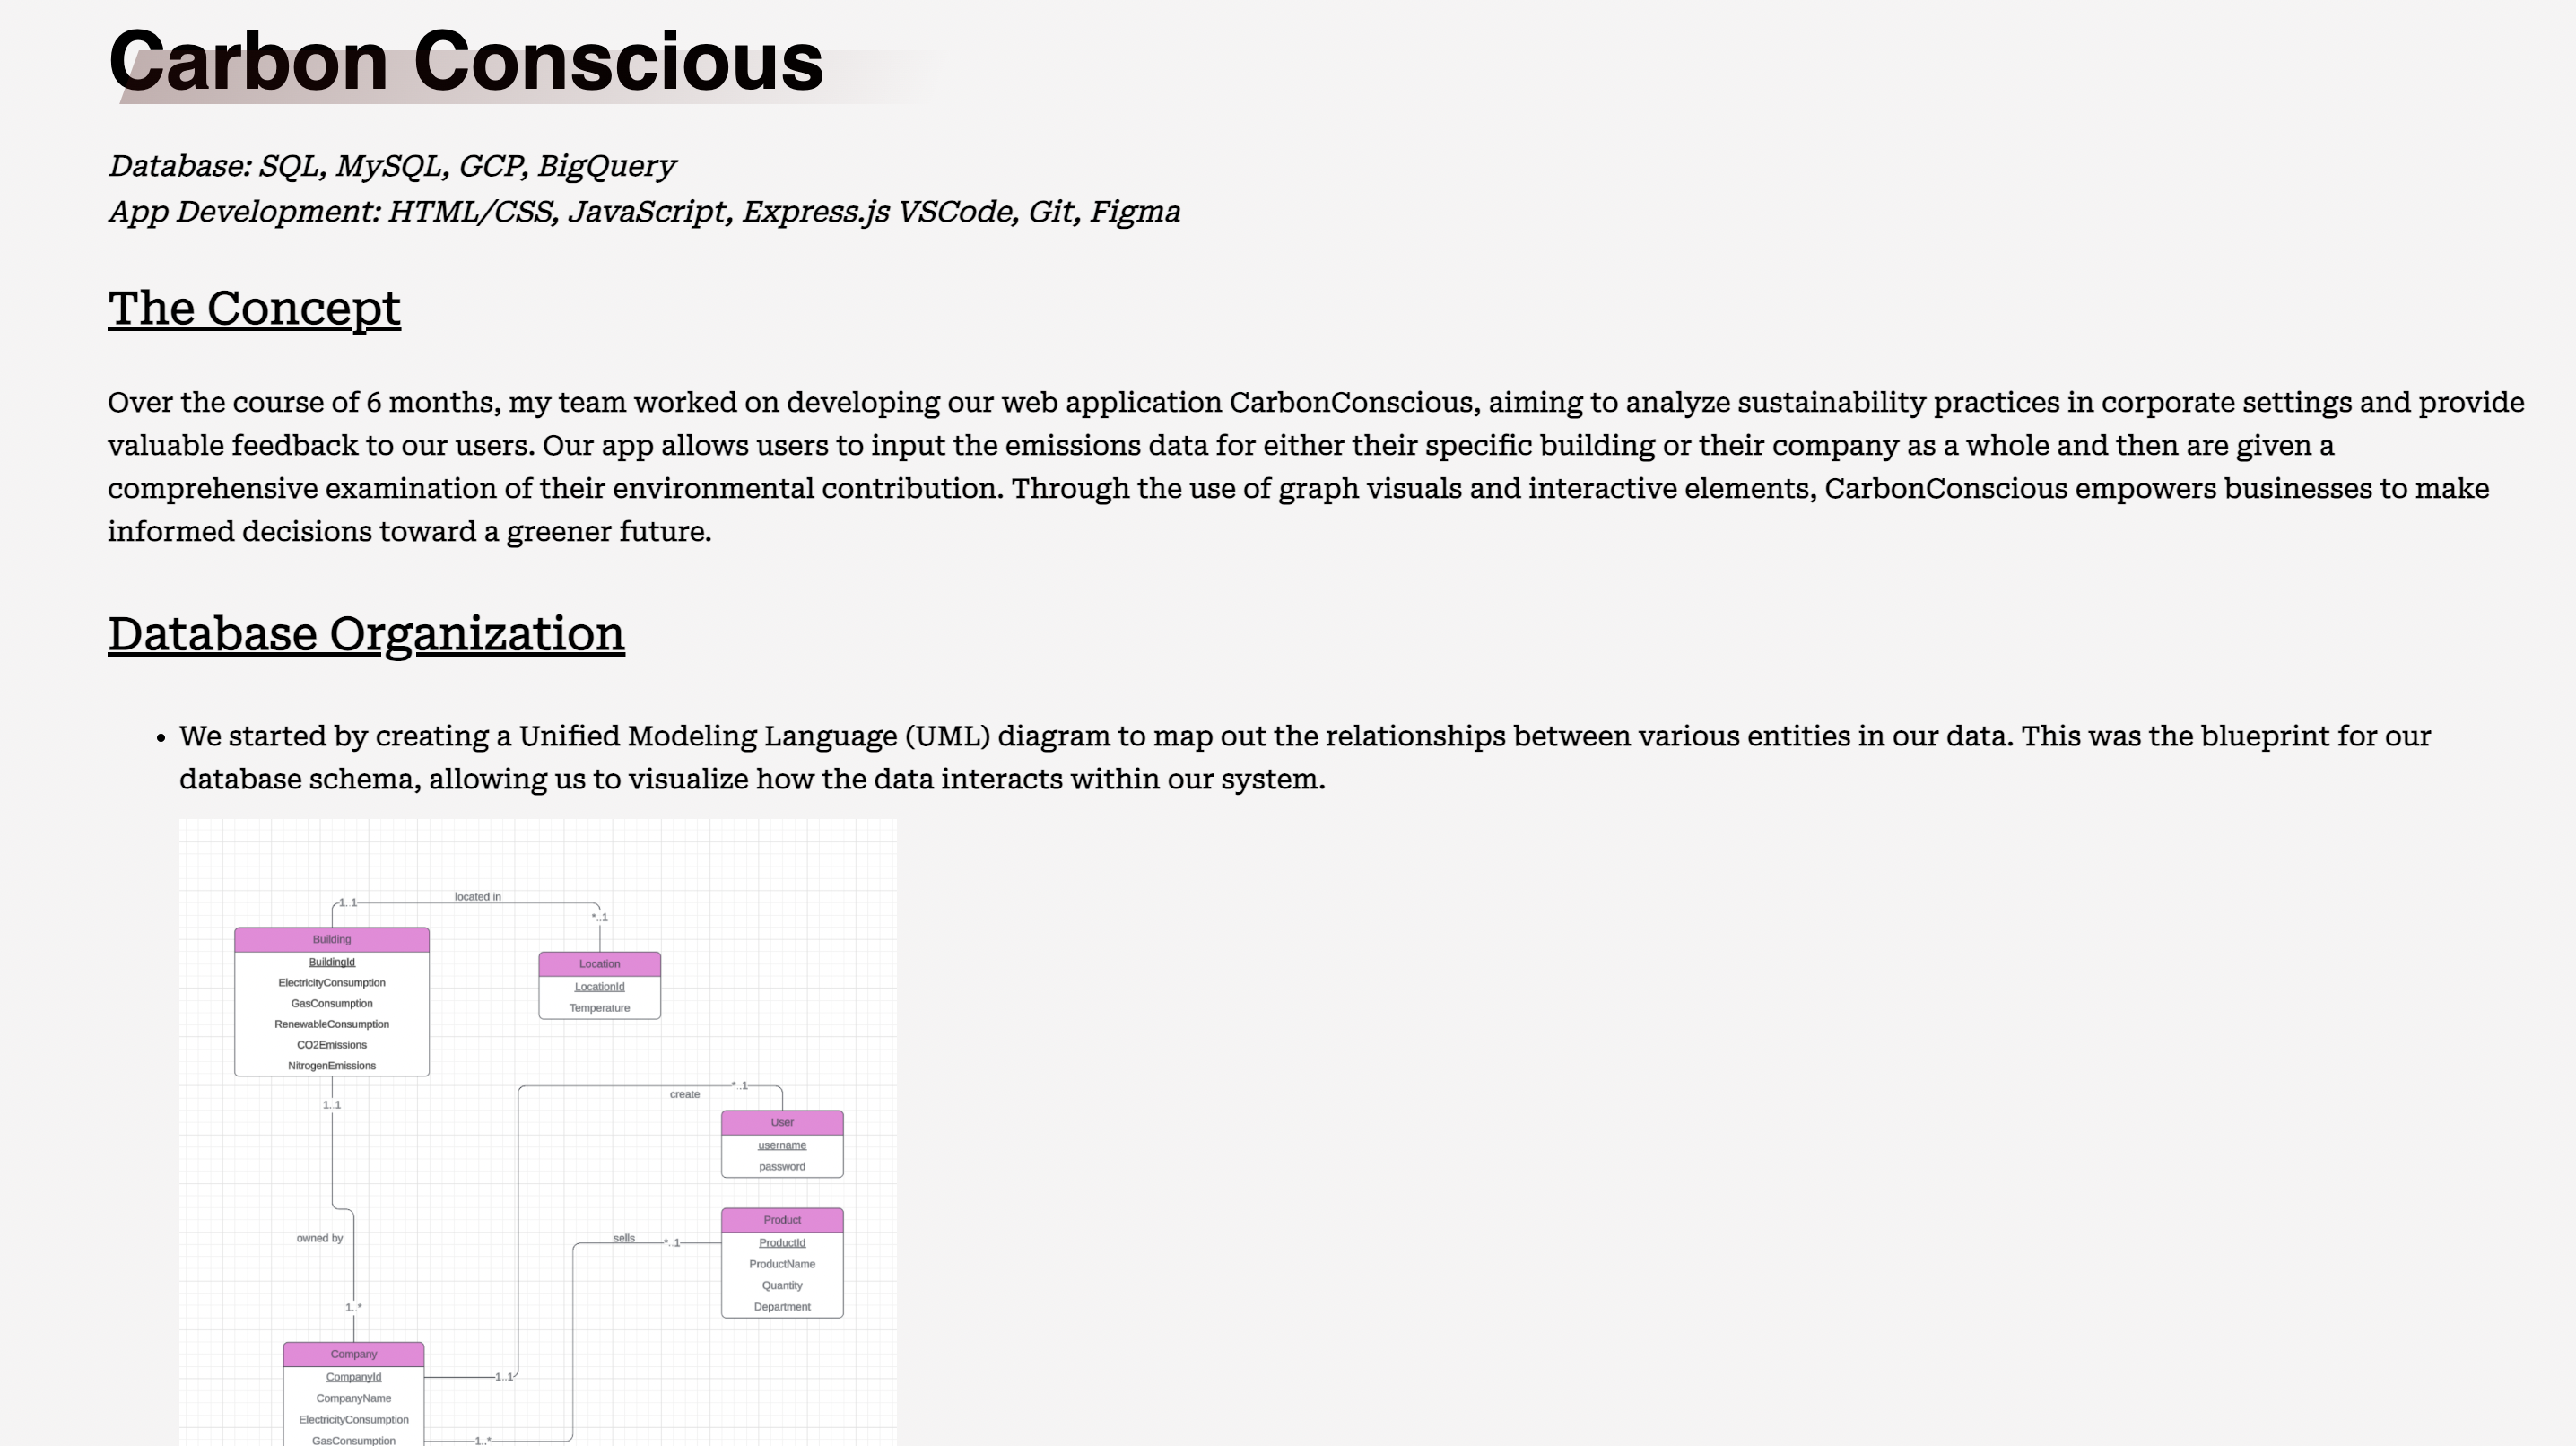 Carbon Conscious
Database: SQL, MySQL, GCP, BigQuery
App Development: HTML/CSS, JavaScript, Express.js VSCode, Git, Figma
The Concept
Over the course of 6 months, my team worked on developing our web application CarbonConscious, aiming to analyze sustainability practices in corporate settings and provide
valuable feedback to our users. Our app allows users to input the emissions data for either their specific building or their company as a whole and then are given a
comprehensive examination of their environmental contribution. Through the use of graph visuals and interactive elements, CarbonConscious empowers businesses to make
informed decisions toward a greener future.
Database Organization
• We started by creating a Unified Modeling Language (UML) diagram to map out the relationships between various entities in our data. This was the blueprint for our
database schema, allowing us to visualize how the data interacts within our system.
1..1
located in
*..1
Building
BuildingId
ElectricityConsumption
GasConsumption
RenewableConsumption
CO2Emissions
NitrogenEmissions
Location
LocationId
Temperature
1..1
create
*..1
User
username
password
owned by
sells
*..1
Product
ProductId
ProductName
Quantity
Department
1..*
Company
CompanyId
CompanyName
ElectricityConsumption
GasConsumption
1..1
1..*